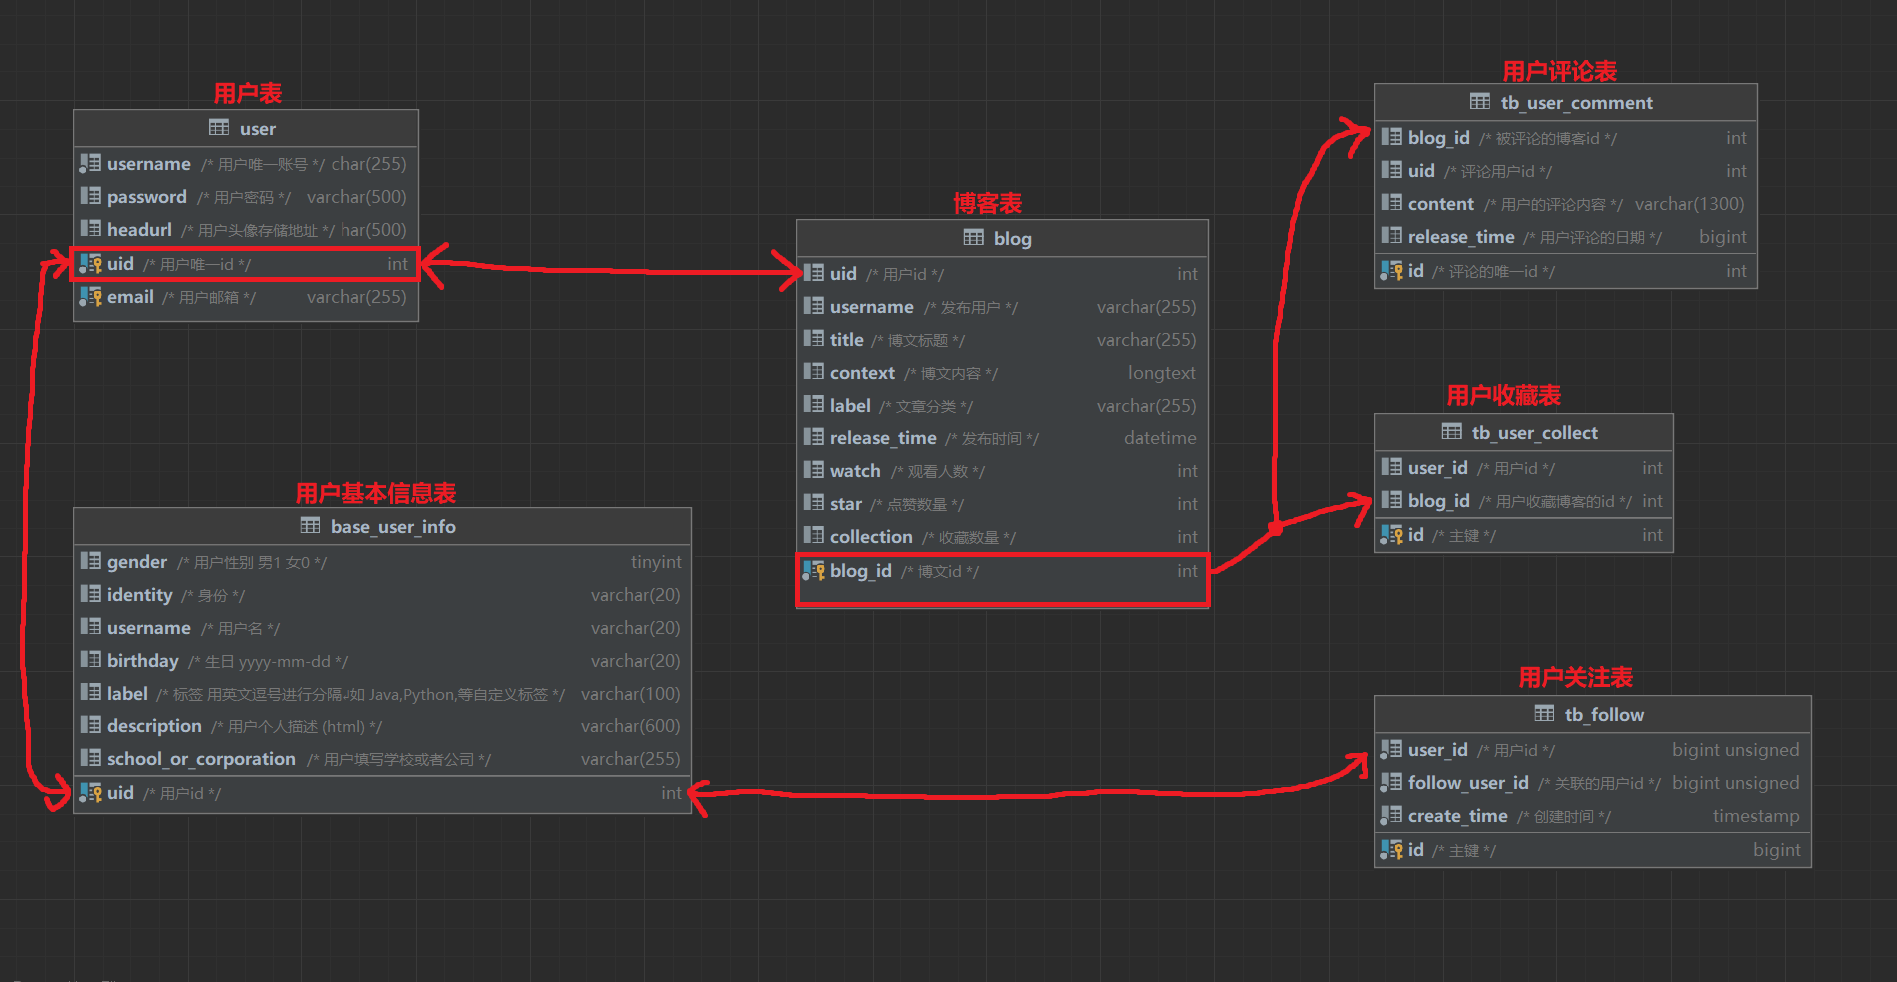 用户表
user
username /* 用户唯一账号 */ char(255)
password /* 用户密码 */ varchar(500)
headurl /* 用户头像存储地址 */ har(500)
uid /* 用户唯一id */ int
email /* 用户邮箱 */ varchar(255)
用户基本信息表
base_user_info
gender /* 用户性别 男1 女0 */ tinyint
identity /* 身份 */ varchar(20)
username /* 用户名 */ varchar(20)
birthday /* 生日 yyyy-mm-dd */ varchar(20)
label /* 标签 用英文逗号进行分隔↲如 Java,Python,等自定义标签 */ varchar(100)
description /* 用户个人描述 (html) */ varchar(600)
school_or_corporation /* 用户填写学校或者公司 */ varchar(255)
uid /* 用户id */ int
博客表
blog
uid /* 用户id */ int
username /* 发布用户 */ varchar(255)
title /* 博文标题 */ varchar(255)
context /* 博文内容 */ longtext
label /* 文章分类 */ varchar(255)
release_time /* 发布时间 */ datetime
watch /* 观看人数 */ int
star /* 点赞数量 */ int
collection /* 收藏数量 */ int
blog_id /* 博文id */ int
用户评论表
tb_user_comment
blog_id /* 被评论的博客id */ int
uid /* 评论用户id */ int
content /* 用户的评论内容 */ varchar(1300)
release_time /* 用户评论的日期 */ bigint
id /* 评论的唯一id */ int
用户收藏表
tb_user_collect
user_id /* 用户id */ int
blog_id /* 用户收藏博客的id */ int
id /* 主键 */ int
用户关注表
tb_follow
user_id /* 用户id */ bigint unsigned
follow_user_id /* 关联的用户id */ bigint unsigned
create_time /* 创建时间 */ timestamp
id /* 主键 */ bigint